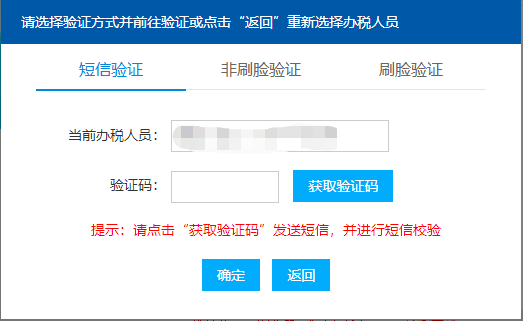 请选择验证方式并前往验证或点击“返回”重新选择办税人员
短信验证 非刷脸验证 刷脸验证
当前办税人员：
验证码： 获取验证码
提示：请点击“获取验证码”发送短信，并进行短信校验
确定 返回